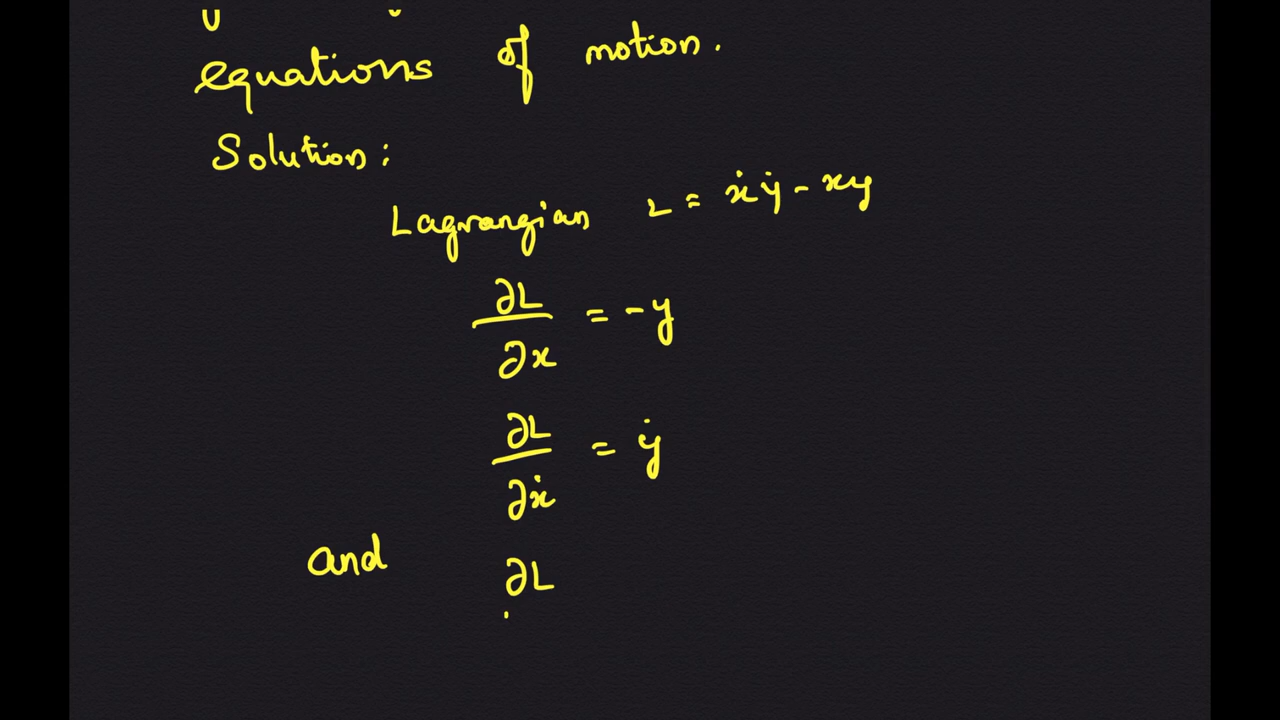 equations of motion.
Solution:
Lagrangian L = ẋẏ - xy
∂L/∂x = -y
∂L/∂ẋ = ẏ
and ∂L